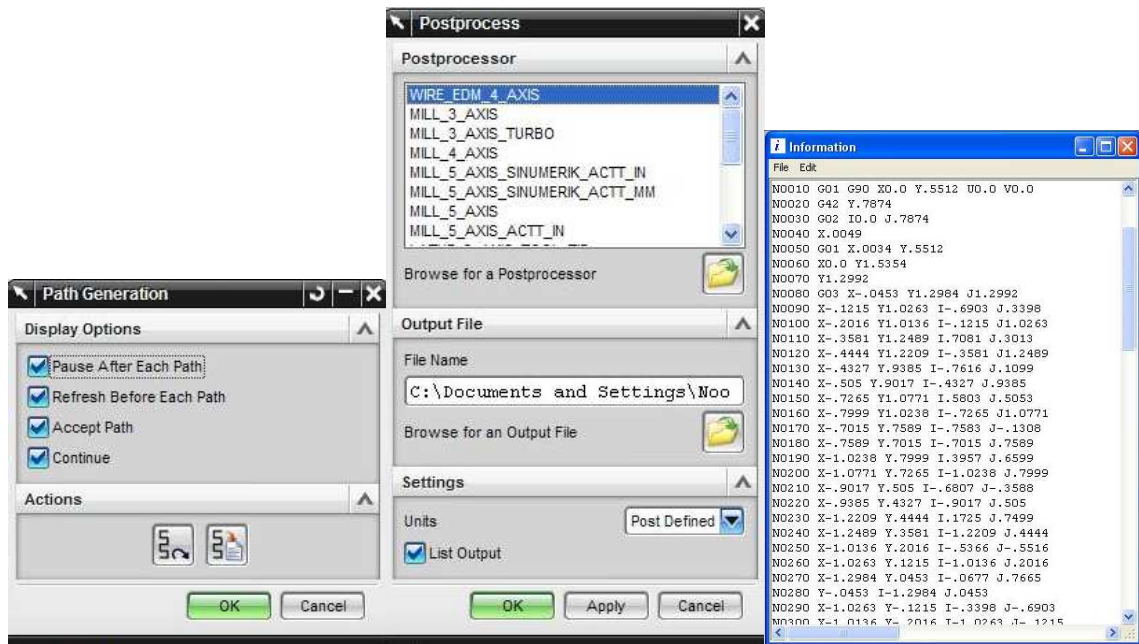 Path Generation
Display Options
Pause After Each Path
Refresh Before Each Path
Accept Path
Continue
Actions
OK Cancel
Postprocess
Postprocessor
WIRE_EDM_4_AXIS
MILL_3_AXIS
MILL_3_AXIS_TURBO
MILL_4_AXIS
MILL_5_AXIS_SINUMERIK_ACTT_IN
MILL_5_AXIS_SINUMERIK_ACTT_MM
MILL_5_AXIS
MILL_5_AXIS_ACTT_IN
Browse for a Postprocessor
Output File
File Name
C:\Documents and Settings\Noo
Browse for an Output File
Settings
Units Post Defined
List Output
OK Apply Cancel
Information
File Edit
N0010 G01 G90 X0.0 Y.5512 U0.0 V0.0
N0020 G42 Y.7874
N0030 G02 I0.0 J.7874
N0040 X.0049
N0050 G01 X.0034 Y.5512
N0060 X0.0 Y1.5354
N0070 Y1.2992
N0080 G03 X-.0453 Y1.2984 J1.2992
N0090 X-.1215 Y1.0263 I-.6903 J.3398
N0100 X-.2016 Y1.0136 I-.1215 J1.0263
N0110 X-.3581 Y1.2489 I.7081 J.3013
N0120 X-.4444 Y1.2209 I-.3581 J1.2489
N0130 X-.4327 Y.9385 I-.7616 J.1099
N0140 X-.505 Y.9017 I-.4327 J.9385
N0150 X-.7265 Y1.0771 I.5803 J.5053
N0160 X-.7999 Y1.0238 I-.7265 J1.0771
N0170 X-.7015 Y.7589 I-.7583 J-.1308
N0180 X-.7589 Y.7015 I-.7015 J.7589
N0190 X-1.0238 Y.7999 I.3957 J.6599
N0200 X-1.0771 Y.7265 I-1.0238 J.7999
N0210 X-.9017 Y.505 I-.6807 J-.3588
N0220 X-.9385 Y.4327 I-.9017 J.505
N0230 X-1.2209 Y.4444 I.1725 J.7499
N0240 X-1.2489 Y.3581 I-1.2209 J.4444
N0250 X-1.0136 Y.2016 I-.5366 J-.5516
N0260 X-1.0263 Y.1215 I-1.0136 J.2016
N0270 X-1.2984 Y.0453 I-.0677 J.7665
N0280 Y-.0453 I-1.2984 J.0453
N0290 X-1.0263 Y-.1215 I-.3398 J-.6903
N0300 X-1.0136 Y-.2016 I-1.0263 J-.1215